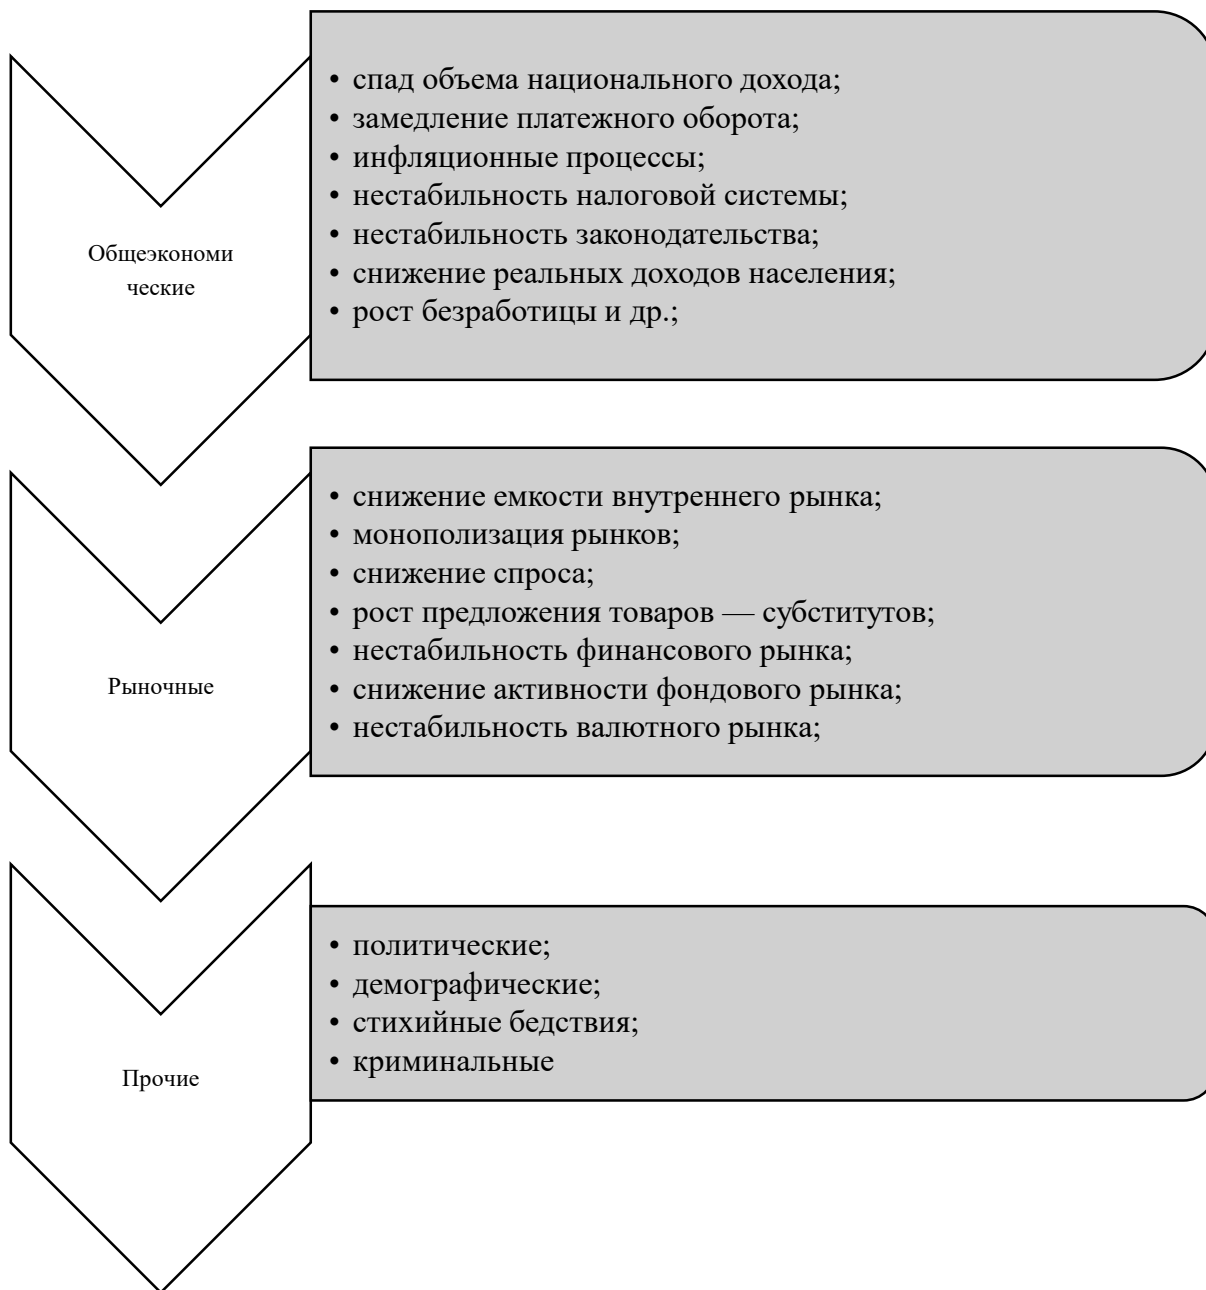 Общеэкономи
ческие
• спад объема национального дохода;
• замедление платежного оборота;
• инфляционные процессы;
• нестабильность налоговой системы;
• нестабильность законодательства;
• снижение реальных доходов населения;
• рост безработицы и др.;
Рыночные
• снижение емкости внутреннего рынка;
• монополизация рынков;
• снижение спроса;
• рост предложения товаров — субститутов;
• нестабильность финансового рынка;
• снижение активности фондового рынка;
• нестабильность валютного рынка;
Прочие
• политические;
• демографические;
• стихийные бедствия;
• криминальные